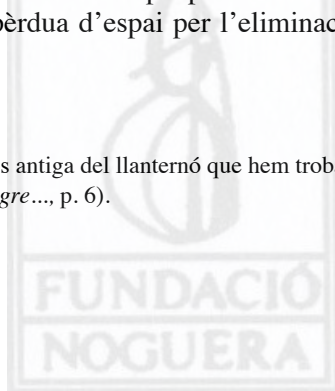 pèrdua d'espai per l'eliminac
s antiga del llanternó que hem trob
gre..., p. 6).
FUNDACIÓ
NOGUERA